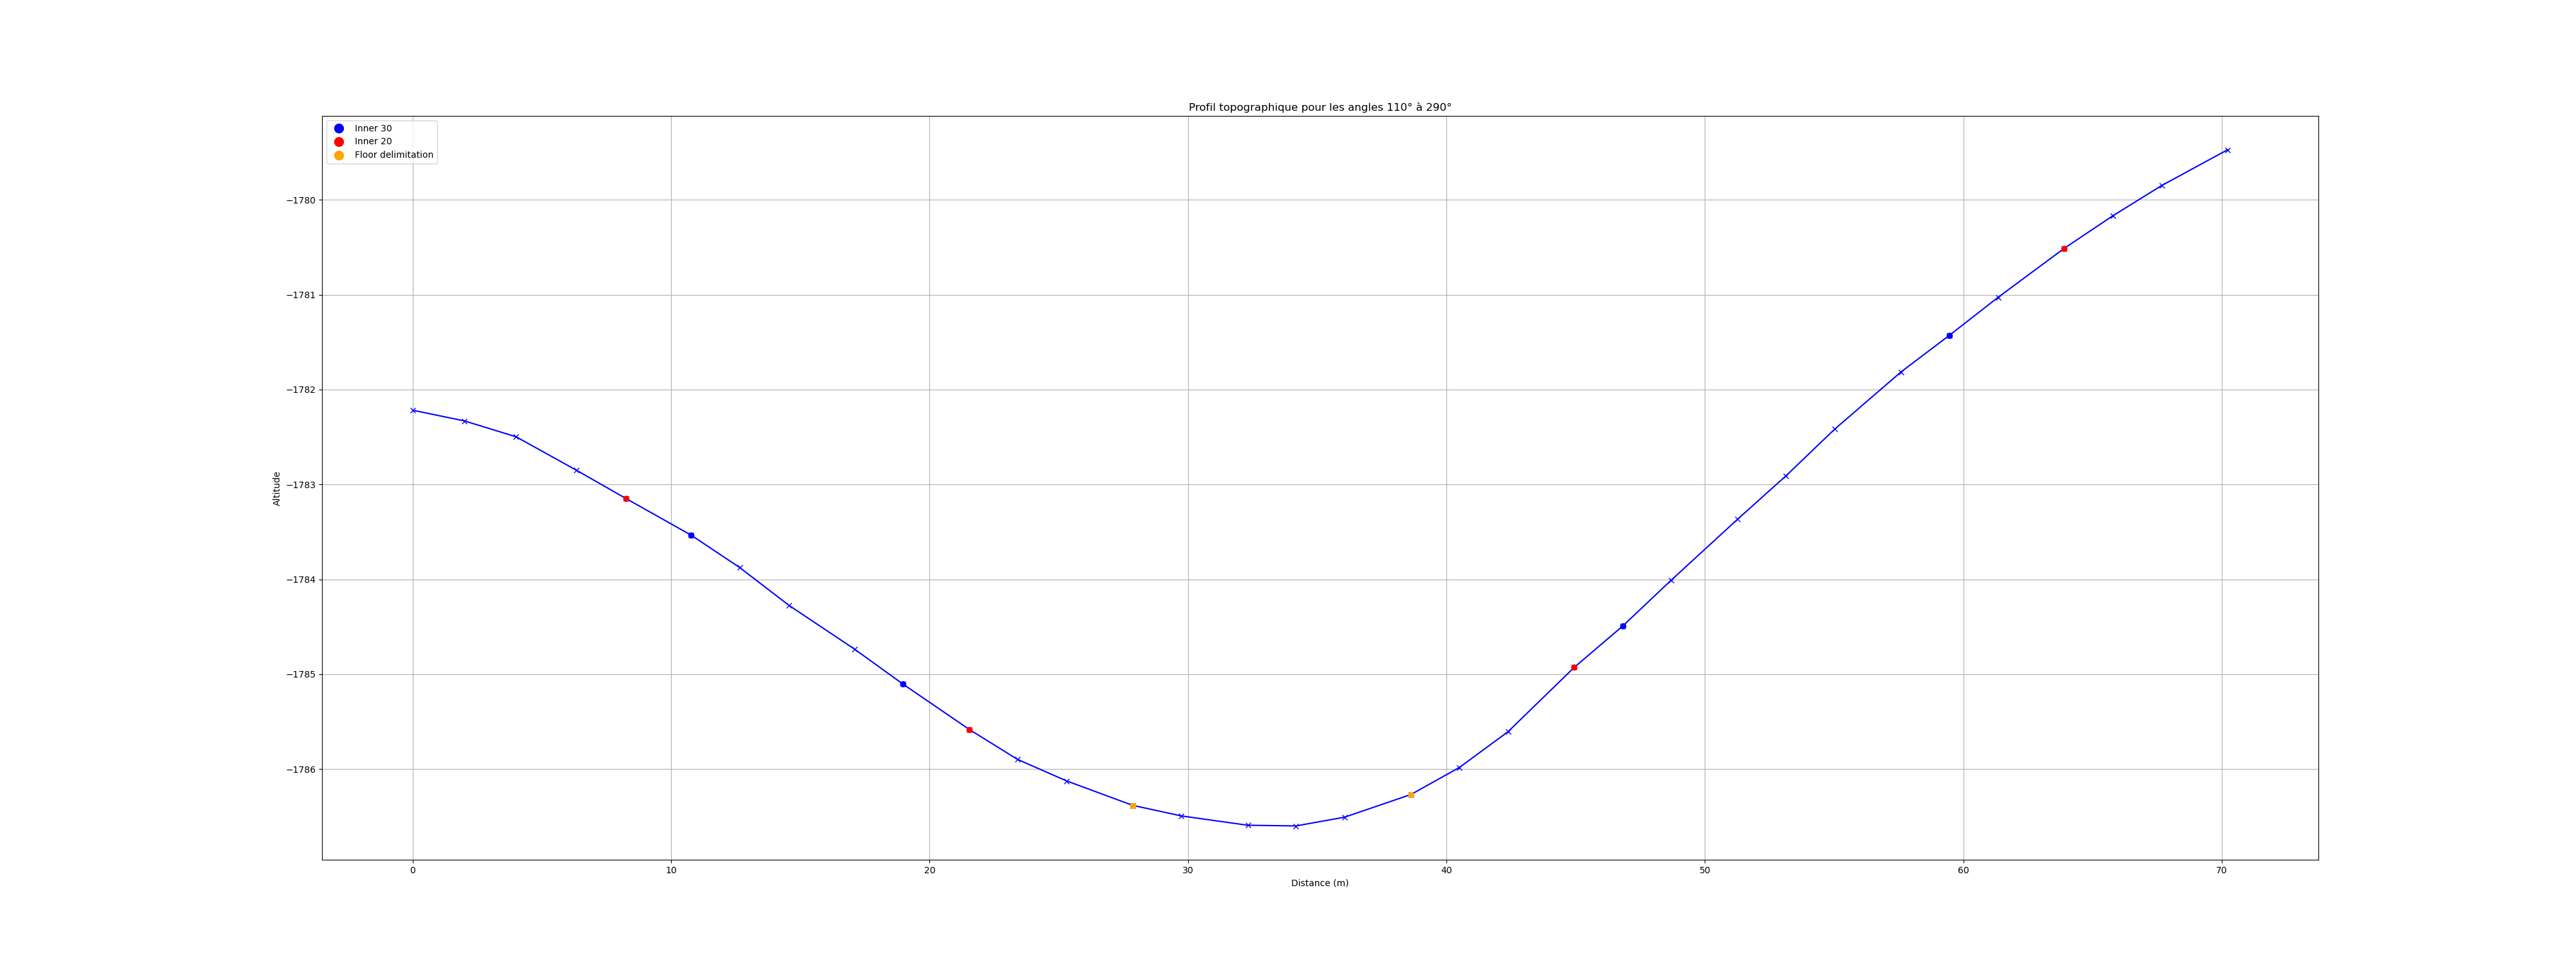 Profil topographique pour les angles 110° à 290°
Inner 30
Inner 20
Floor delimitation
Altitude
−1780
−1781
−1782
−1783
−1784
−1785
−1786
0 10 20 30 40 50 60 70
Distance (m)